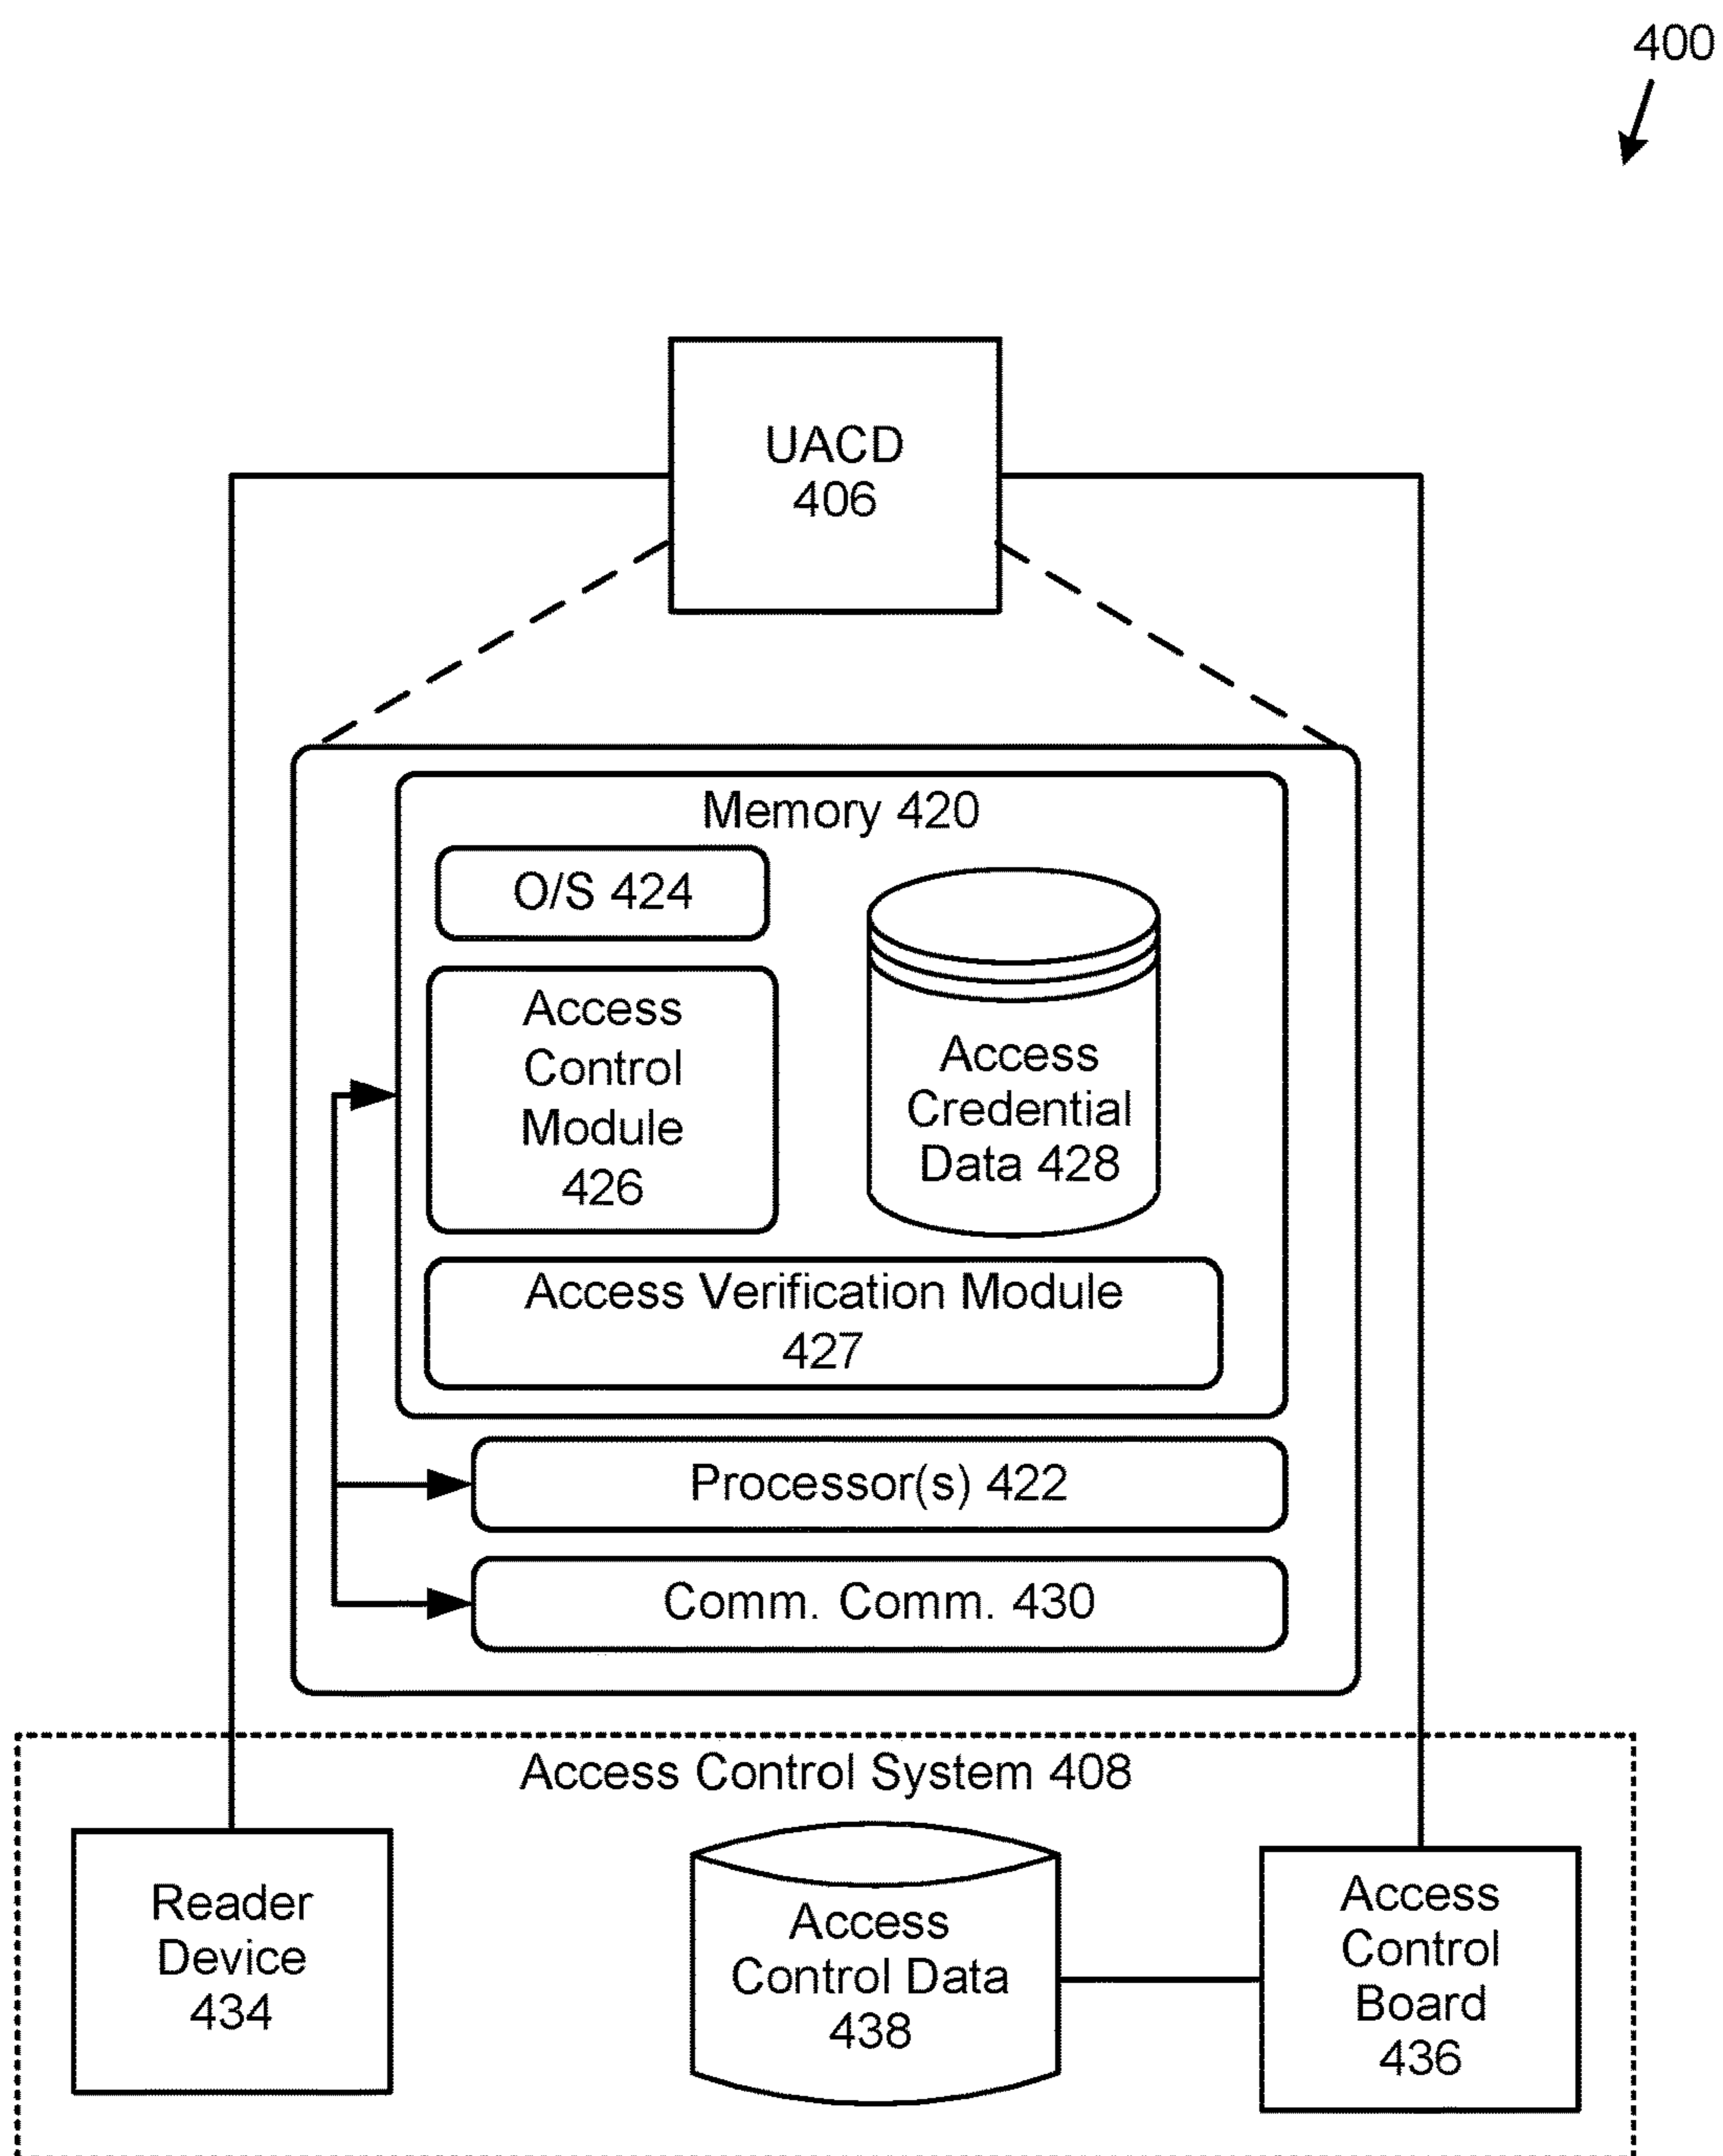 400
UACD
406
Memory 420
O/S 424
Access
Control
Module
426
Access
Credential
Data 428
Access Verification Module
427
Processor(s) 422
Comm. Comm. 430
Access Control System 408
Reader
Device
434
Access
Control Data
438
Access
Control
Board
436